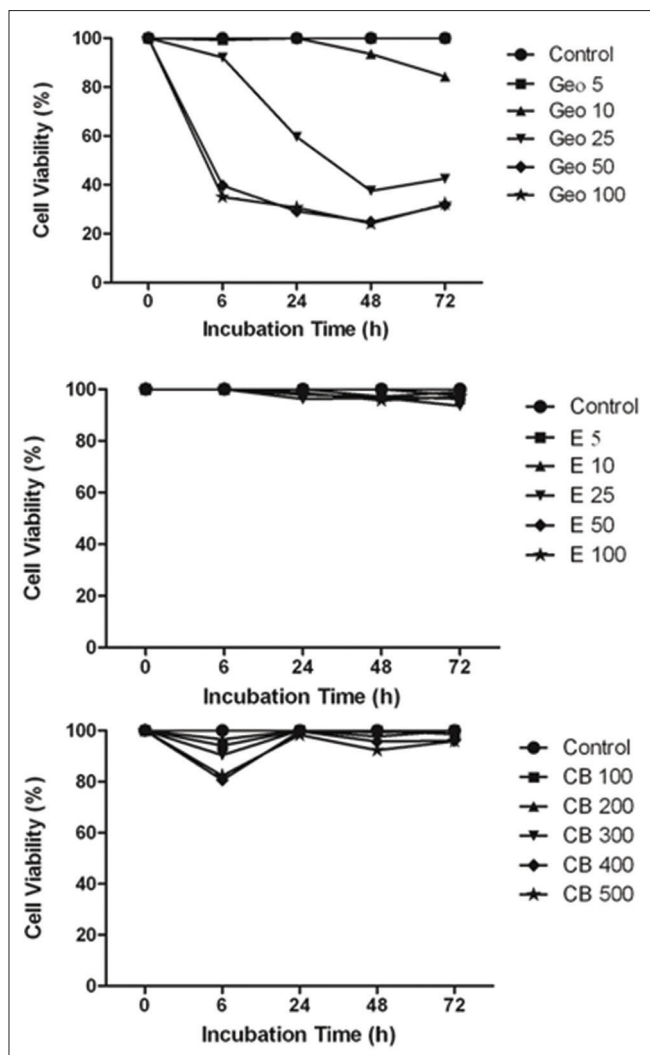 Cell Viability (%)
100
80
60
40
20
0
0 6 24 48 72
Incubation Time (h)
Control
Geo 5
Geo 10
Geo 25
Geo 50
Geo 100
Cell Viability (%)
100
80
60
40
20
0
0 6 24 48 72
Incubation Time (h)
Control
E 5
E 10
E 25
E 50
E 100
Cell Viability (%)
100
80
60
40
20
0
0 6 24 48 72
Incubation Time (h)
Control
CB 100
CB 200
CB 300
CB 400
CB 500